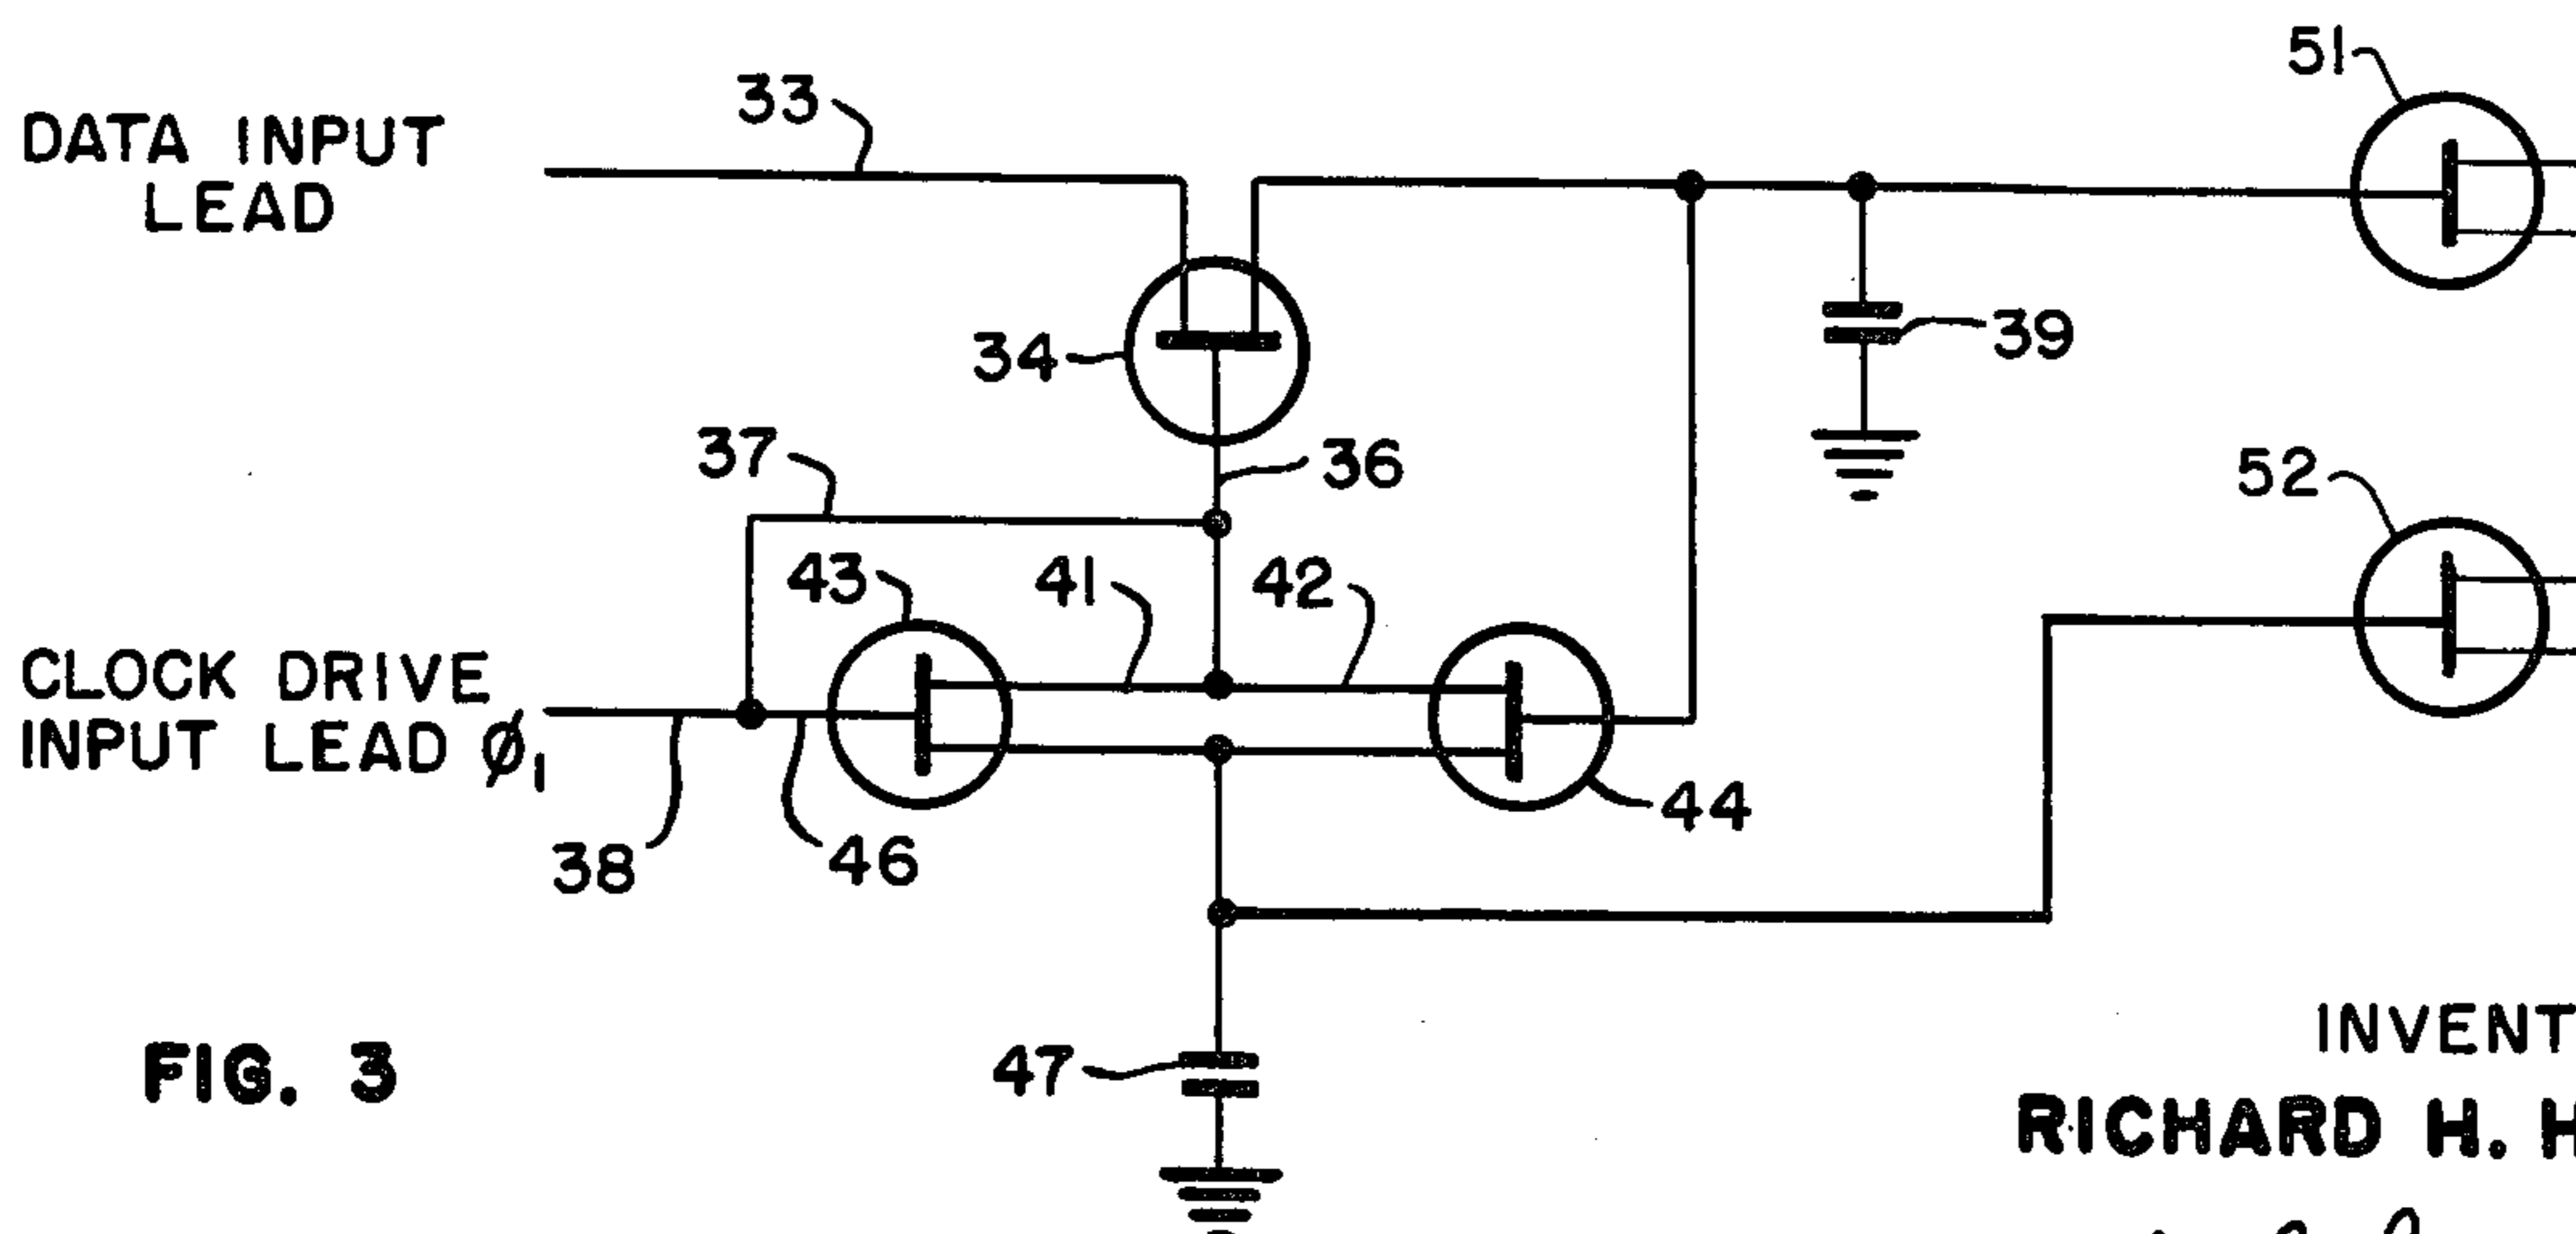 51
33
DATA INPUT
LEAD
34
39
37
36
52
43
41
42
CLOCK DRIVE
INPUT LEAD ϕ₁
44
38
46
47
FIG. 3
INVENT
RICHARD H. H